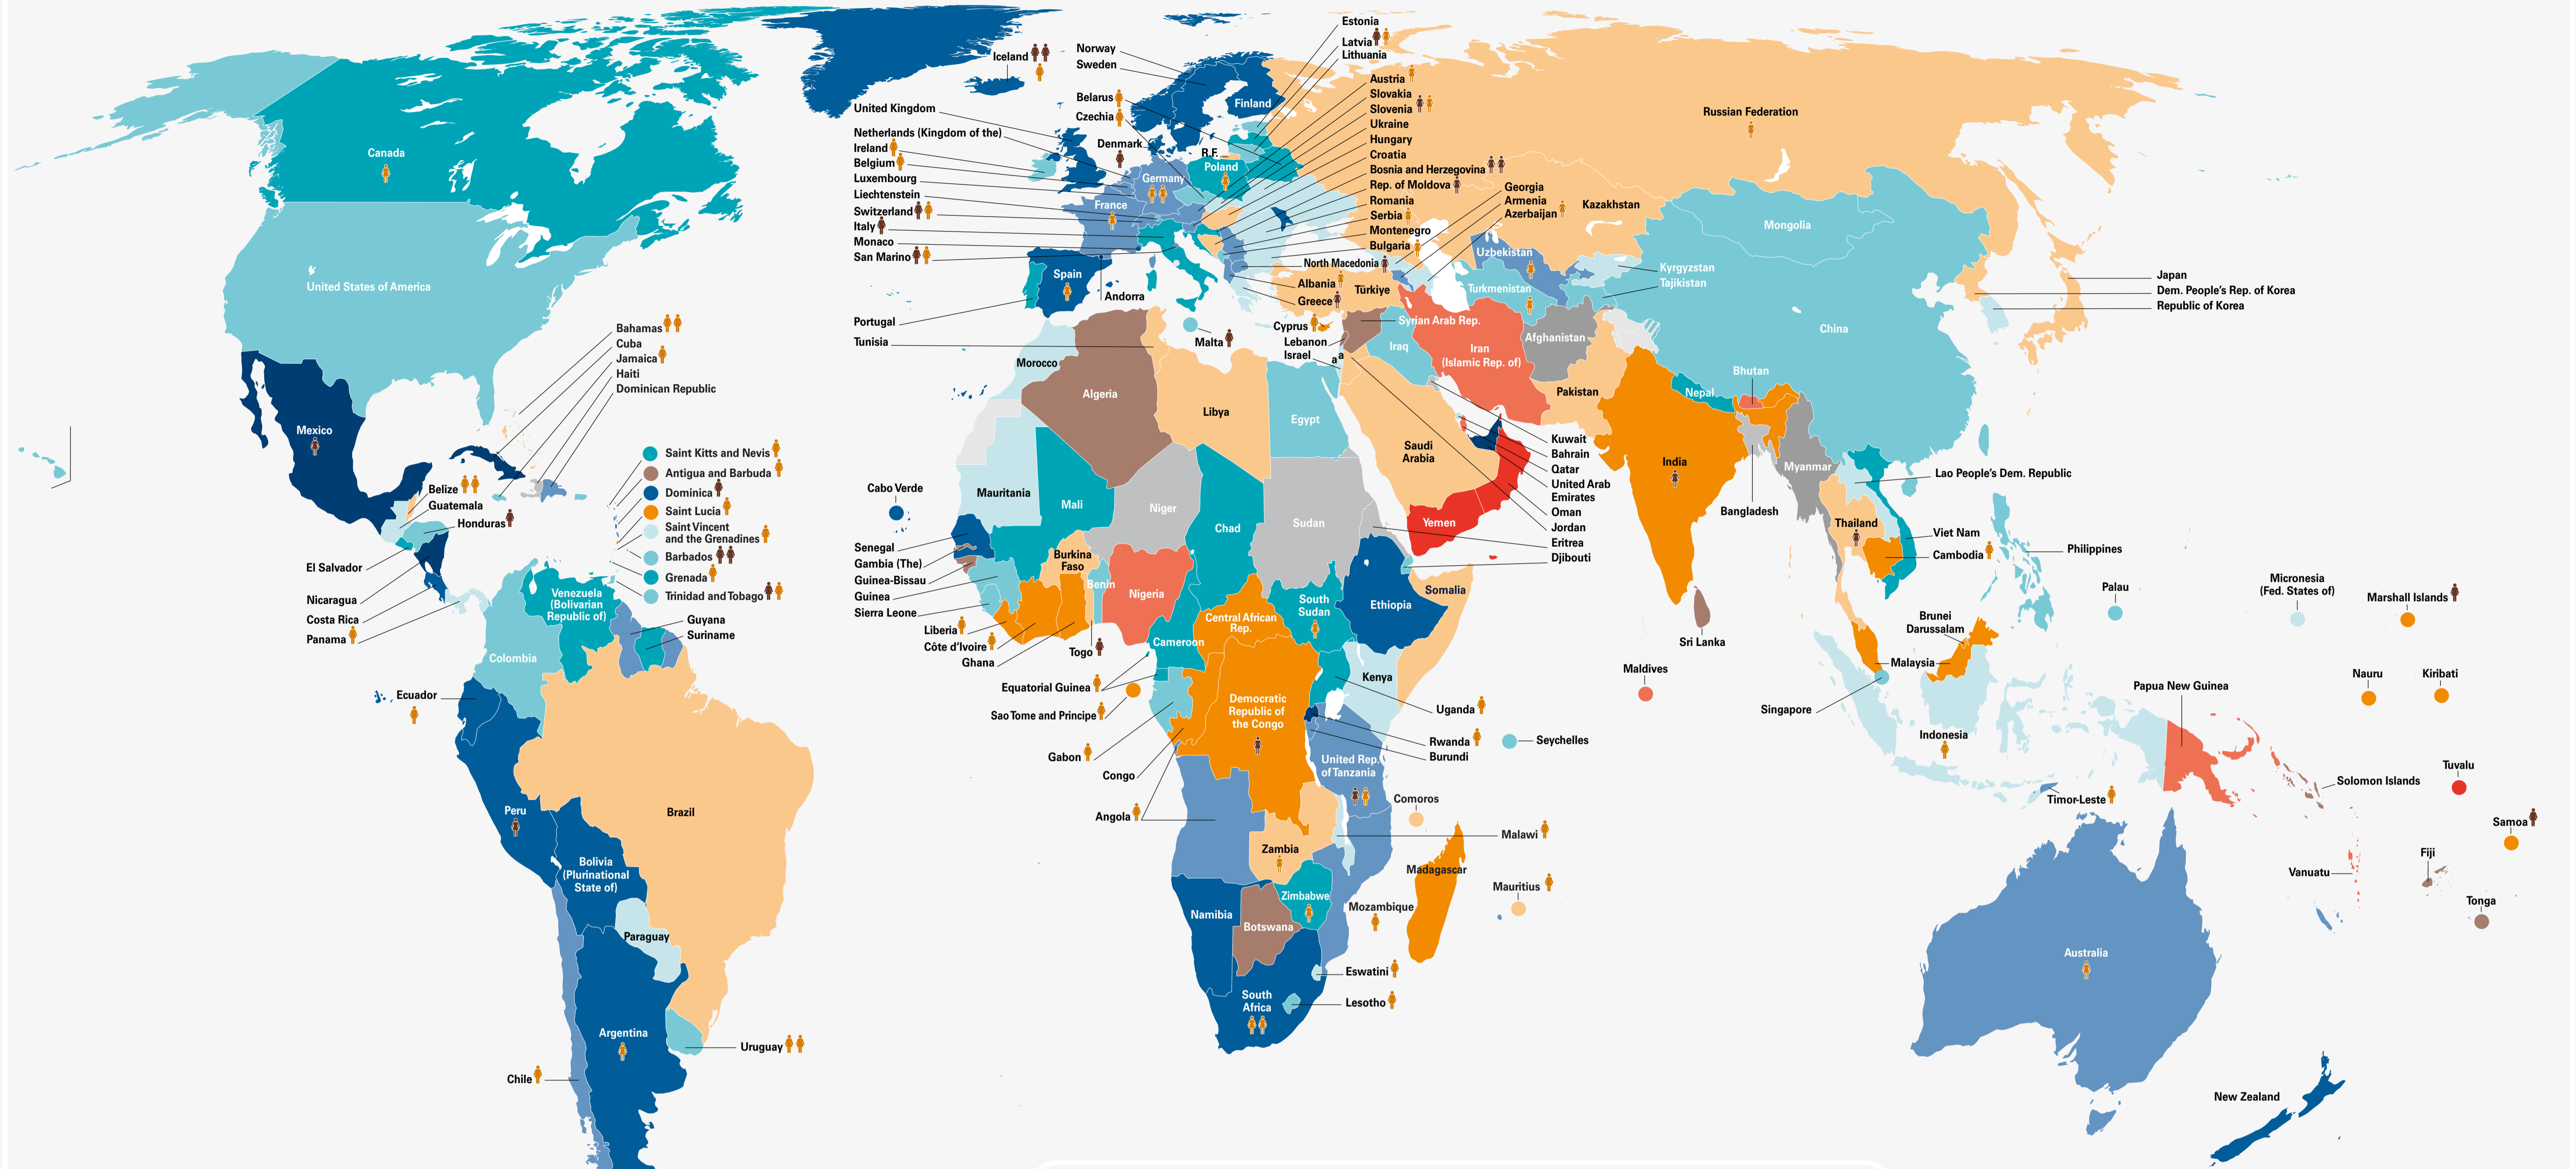 Canada
United States of America
Mexico
Bahamas
Cuba
Jamaica
Haiti
Dominican Republic
Belize
Guatemala
Honduras
El Salvador
Nicaragua
Costa Rica
Panama
Saint Kitts and Nevis
Antigua and Barbuda
Dominica
Saint Lucia
Saint Vincent
and the Grenadines
Barbados
Grenada
Trinidad and Tobago
Venezuela
(Bolivarian
Republic of)
Guyana
Suriname
Colombia
Ecuador
Peru
Brazil
Bolivia
(Plurinational
State of)
Paraguay
Argentina
Uruguay
Chile
Iceland
Norway
Sweden
Finland
United Kingdom
Netherlands (Kingdom of the)
Ireland
Belgium
Luxembourg
Liechtenstein
Switzerland
Italy
Monaco
San Marino
Portugal
Tunisia
Belarus
Czechia
Denmark
R.F.
Poland
Germany
France
Spain
Andorra
Malta
Estonia
Latvia
Lithuania
Austria
Slovakia
Slovenia
Ukraine
Hungary
Croatia
Bosnia and Herzegovina
Rep. of Moldova
Romania
Serbia
Montenegro
Bulgaria
North Macedonia
Albania
Greece
Türkiye
Cyprus
Lebanon
Israel
a
a
Georgia
Armenia
Azerbaijan
Russian Federation
Kazakhstan
Uzbekistan
Turkmenistan
Kyrgyzstan
Tajikistan
Mongolia
China
Japan
Dem. People's Rep. of Korea
Republic of Korea
Syrian Arab Rep.
Iraq
Iran
(Islamic Rep. of)
Afghanistan
Pakistan
India
Nepal
Bhutan
Bangladesh
Myanmar
Sri Lanka
Maldives
Saudi
Arabia
Yemen
Kuwait
Bahrain
Qatar
United Arab
Emirates
Oman
Jordan
Eritrea
Djibouti
Morocco
Algeria
Libya
Egypt
Mauritania
Mali
Niger
Chad
Sudan
Cabo Verde
Senegal
Gambia (The)
Guinea-Bissau
Guinea
Sierra Leone
Liberia
Côte d'Ivoire
Ghana
Togo
Burkina
Faso
Benin
Nigeria
Cameroon
Central African
Rep.
South
Sudan
Ethiopia
Somalia
Equatorial Guinea
Sao Tome and Principe
Gabon
Congo
Angola
Democratic
Republic of
the Congo
Kenya
Uganda
Rwanda
Burundi
United Rep.
of Tanzania
Seychelles
Comoros
Malawi
Zambia
Zimbabwe
Mozambique
Madagascar
Mauritius
Namibia
Botswana
South
Africa
Eswatini
Lesotho
Lao People's Dem. Republic
Thailand
Viet Nam
Cambodia
Philippines
Brunei
Darussalam
Malaysia
Singapore
Indonesia
Timor-Leste
Palau
Micronesia
(Fed. States of)
Marshall Islands
Nauru
Kiribati
Papua New Guinea
Solomon Islands
Tuvalu
Samoa
Vanuatu
Fiji
Tonga
Australia
New Zealand